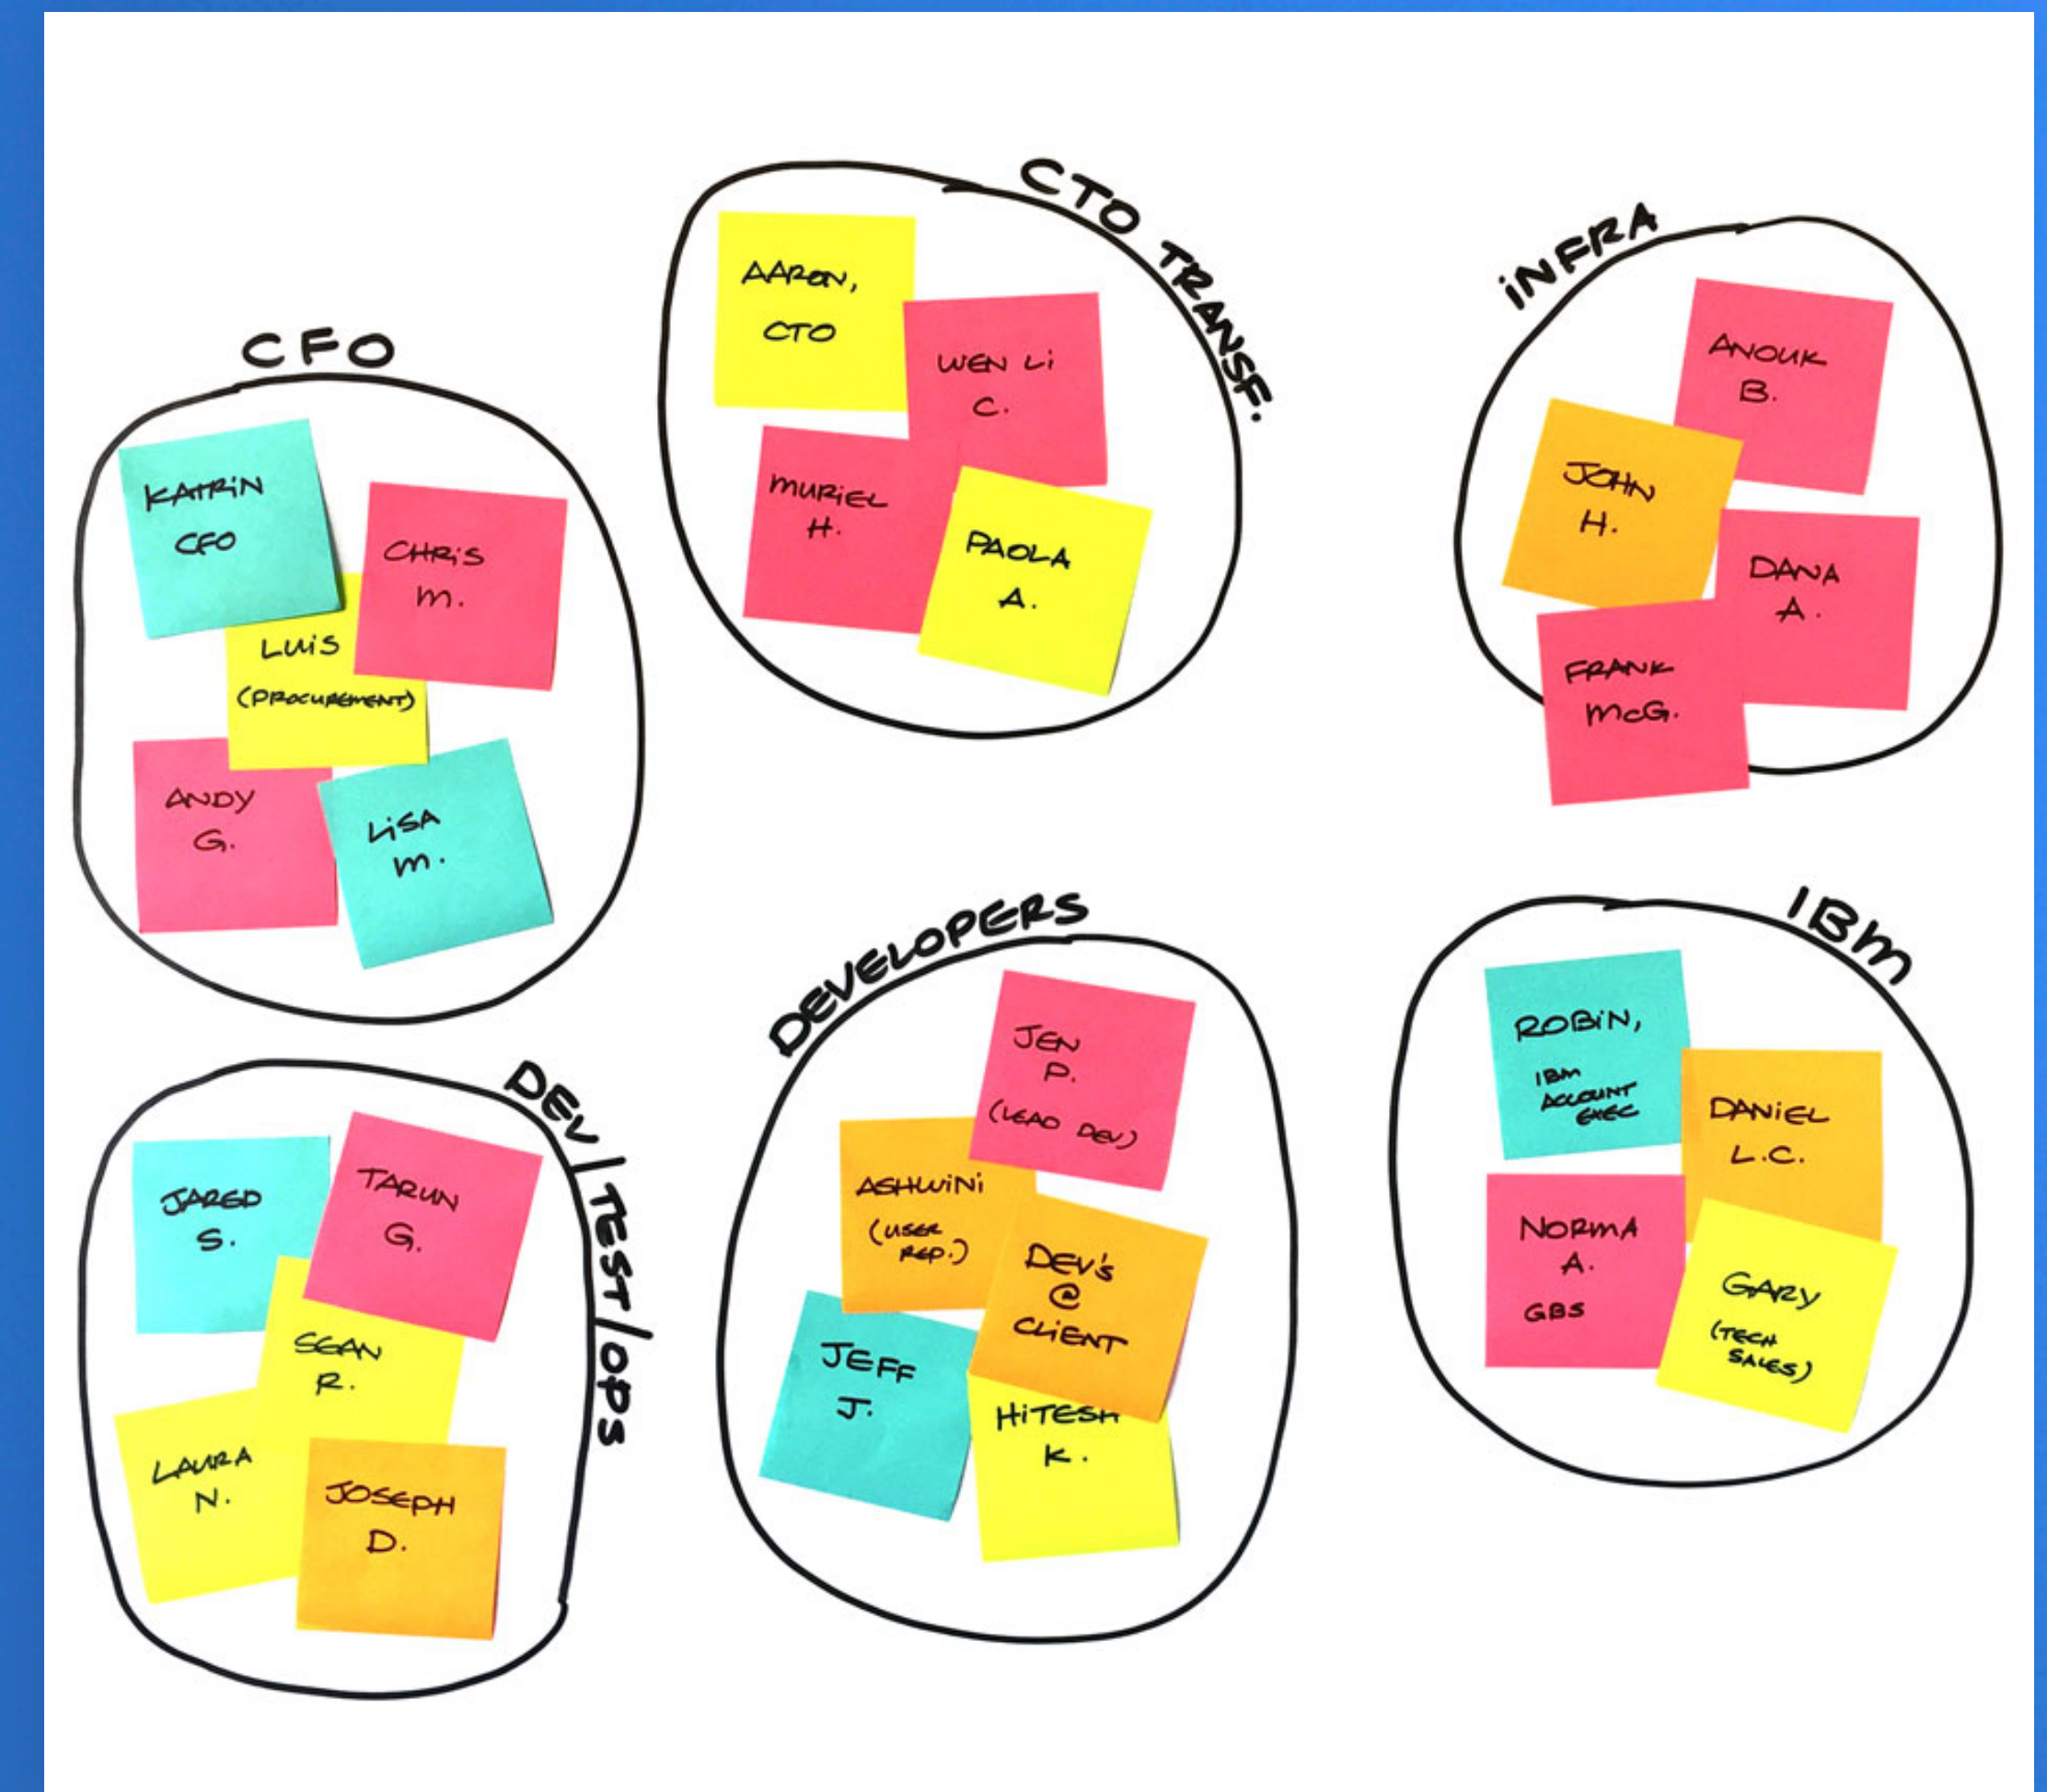 CFO
KATRIN
CFO
CHRIS
M.
LUIS
(PROCUREMENT)
ANDY
G.
LISA
M.
CTO TRANSF.
AARON,
CTO
WEN Li
C.
MURIEL
H.
PAOLA
A.
INFRA
ANOUK
B.
JOHN
H.
DANA
A.
FRANK
McG.
DEV/TEST/OPS
JARED
S.
TARUN
G.
SEAN
R.
LAURA
N.
JOSEPH
D.
DEVELOPERS
JEN
P.
(LEAD DEV)
ASHWINI
(USER
REP.)
DEV's
@
CLIENT
JEFF
J.
HITESH
K.
IBM
ROBIN,
IBM
ACCOUNT
EXEC
DANIEL
L.C.
NORMA
A.
GBS
GARY
(TECH
SALES)